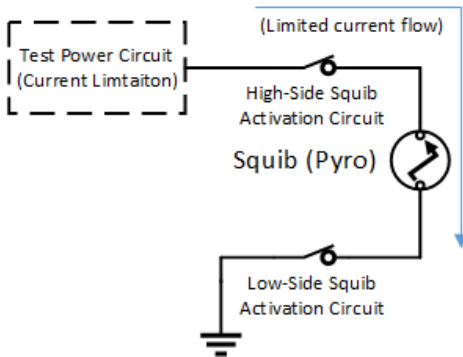 (Limited current flow)
Test Power Circuit
(Current Limtaiton)
High-Side Squib
Activation Circuit
Squib (Pyro)
Low-Side Squib
Activation Circuit